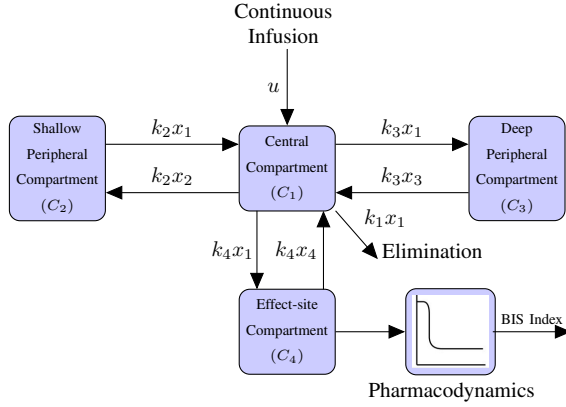 Continuous
Infusion
u
Shallow
Peripheral
Compartment
(C₂)
k₂x₁
k₂x₂
Central
Compartment
(C₁)
k₃x₁
k₃x₃
Deep
Peripheral
Compartment
(C₃)
k₁x₁
Elimination
k₄x₁
k₄x₄
Effect-site
Compartment
(C₄)
BIS Index
Pharmacodynamics